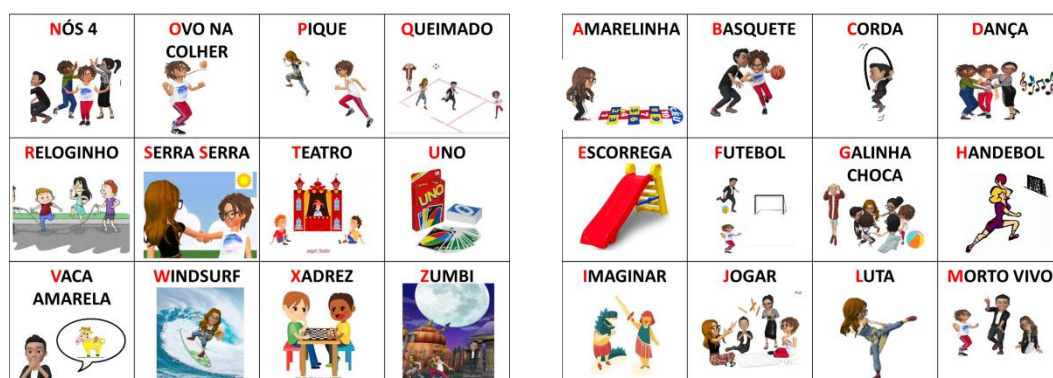 NÓS 4
OVO NA
COLHER
PIQUE
QUEIMADO
RELOGINHO
SERRA SERRA
TEATRO
UNO
UNO
VACA
AMARELA
WINDSURF
XADREZ
ZUMBI
AMARELINHA
BASQUETE
CORDA
DANÇA
ESCORREGA
FUTEBOL
GALINHA
CHOCA
HANDEBOL
IMAGINAR
JOGAR
LUTA
MORTO VIVO